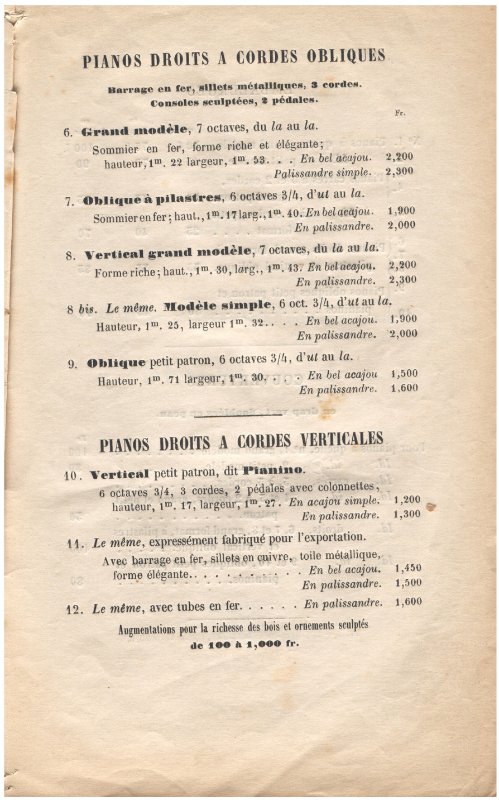 PIANOS DROITS A CORDES OBLIQUES
Barrage en fer, sillets métalliques, 3 cordes.
Consoles sculptées, 2 pédales.
Fr.
6. Grand modèle, 7 octaves, du la au la.
Sommier en fer, ferme riche et élégante;
hauteur, 1m. 22 largeur, 1m. 53. . . En bel acajou. 2,200
Palissandre simple. 2,300
7. Oblique à pilastres, 6 octaves 3/4, d'ut au la.
Sommier en fer; haut., 1m. 17 larg., 1m. 40. En bel acajou. 1,900
En palissandre. 2,000
8. Vertical grand modèle, 7 octaves, du la au la.
Forme riche; haut., 1m. 30, larg., 1m. 43. En bel acajou. 2,200
En palissandre. 2,300
8 bis. Le même. Modèle simple, 6 oct. 3/4, d'ut au la.
Hauteur, 1m. 25, largeur 1m. 32. . . . En bel acajou. 1,900
En palissandre. 2,000
9. Oblique petit patron, 6 octaves 3/4, d'ut au la.
Hauteur, 1m. 71 largeur, 1m. 30. . . . En bel acajou 1,500
En palissandre. 1.600
PIANOS DROITS A CORDES VERTICALES
10. Vertical petit patron, dit Pianino.
6 octaves 3/4, 3 cordes, 2 pédales avec colonnettes,
hauteur, 1m. 17, largeur, 1m. 27. En acajou simple. 1,200
En palissandre. 1,300
11. Le même, expressément fabriqué pour l'exportation.
Avec barrage en fer, sillets en cuivre, toile métallique,
forme élégante. . . . . . . . . . . . En bel acajou. 1,450
En palissandre. 1,500
12. Le même, avec tubes en fer. . . . . . En palissandre. 1,600
Augmentations pour la richesse des bois et ornements sculptés
de 100 à 1,000 fr.